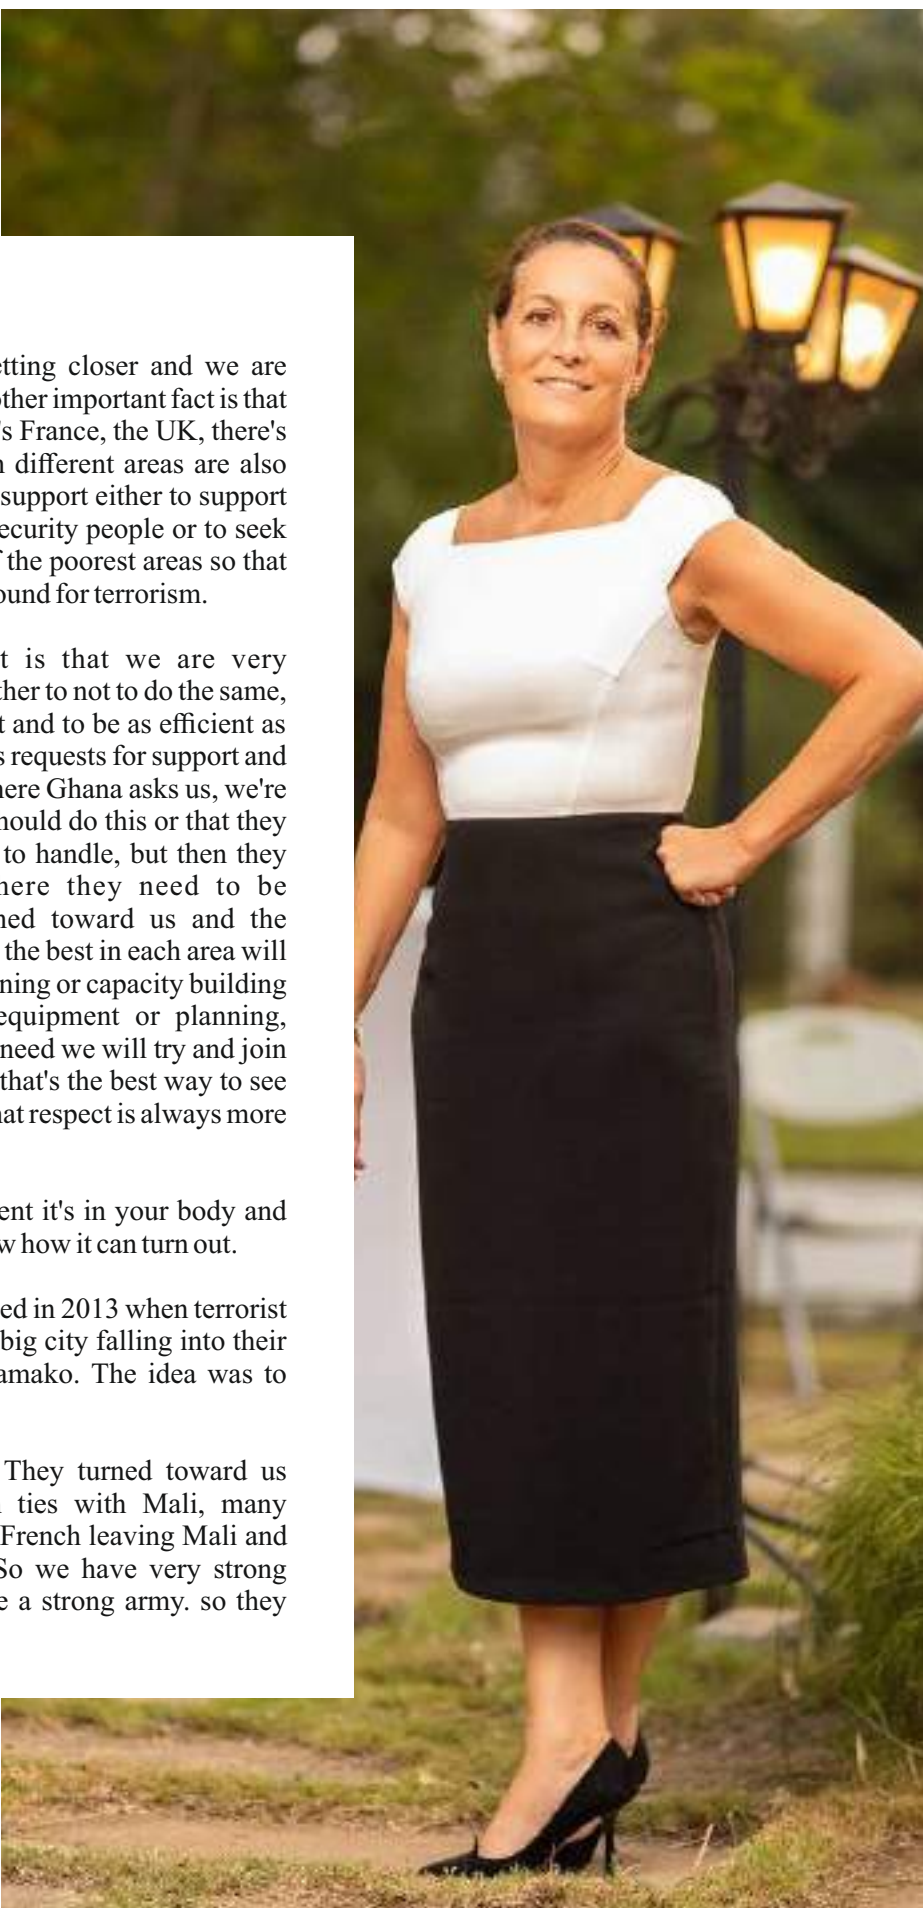 etting closer and we are
ther important fact is that
's France, the UK, there's
different areas are also
support either to support
ecurity people or to seek
the poorest areas so that
ound for terrorism.
t is that we are very
ther to not to do the same,
t and to be as efficient as
s requests for support and
here Ghana asks us, we're
hould do this or that they
to handle, but then they
here they need to be
ned toward us and the
the best in each area will
ning or capacity building
equipment or planning,
need we will try and join
that's the best way to see
hat respect is always more
ent it's in your body and
w how it can turn out.
ed in 2013 when terrorist
big city falling into their
amako. The idea was to
They turned toward us
ties with Mali, many
French leaving Mali and
So we have very strong
e a strong army. so they